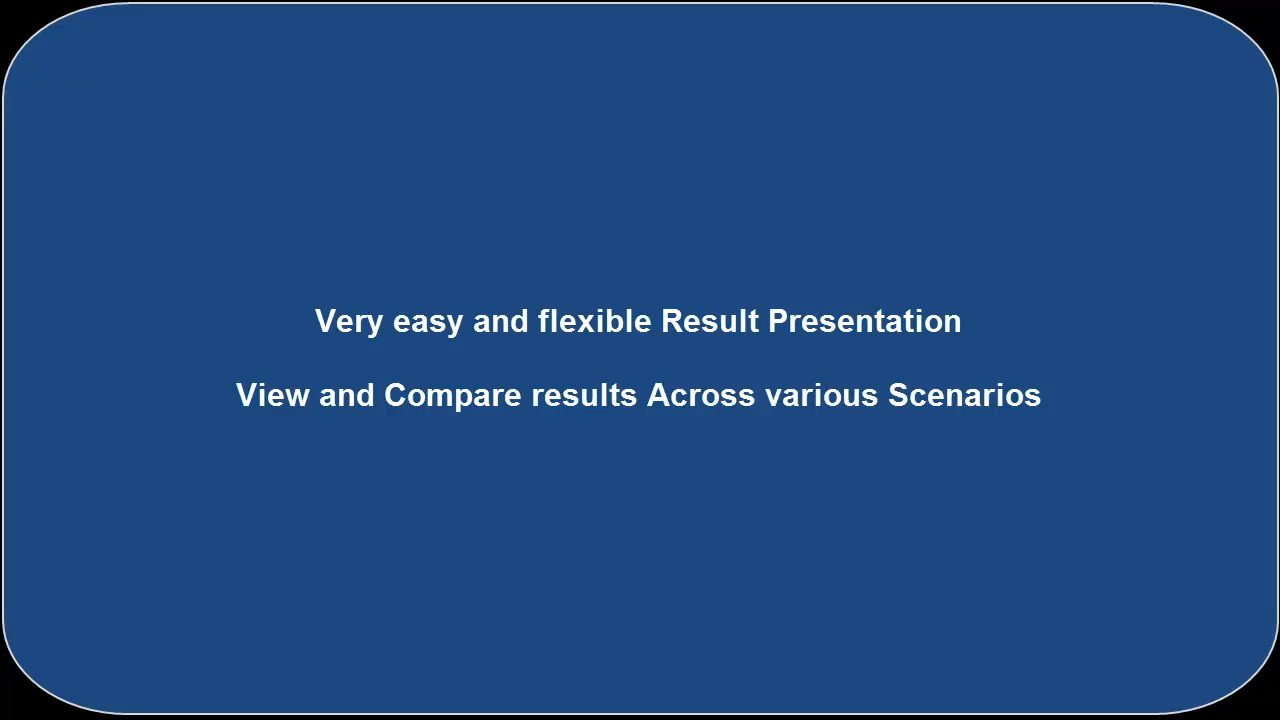 Very easy and flexible Result Presentation
View and Compare results Across various Scenarios